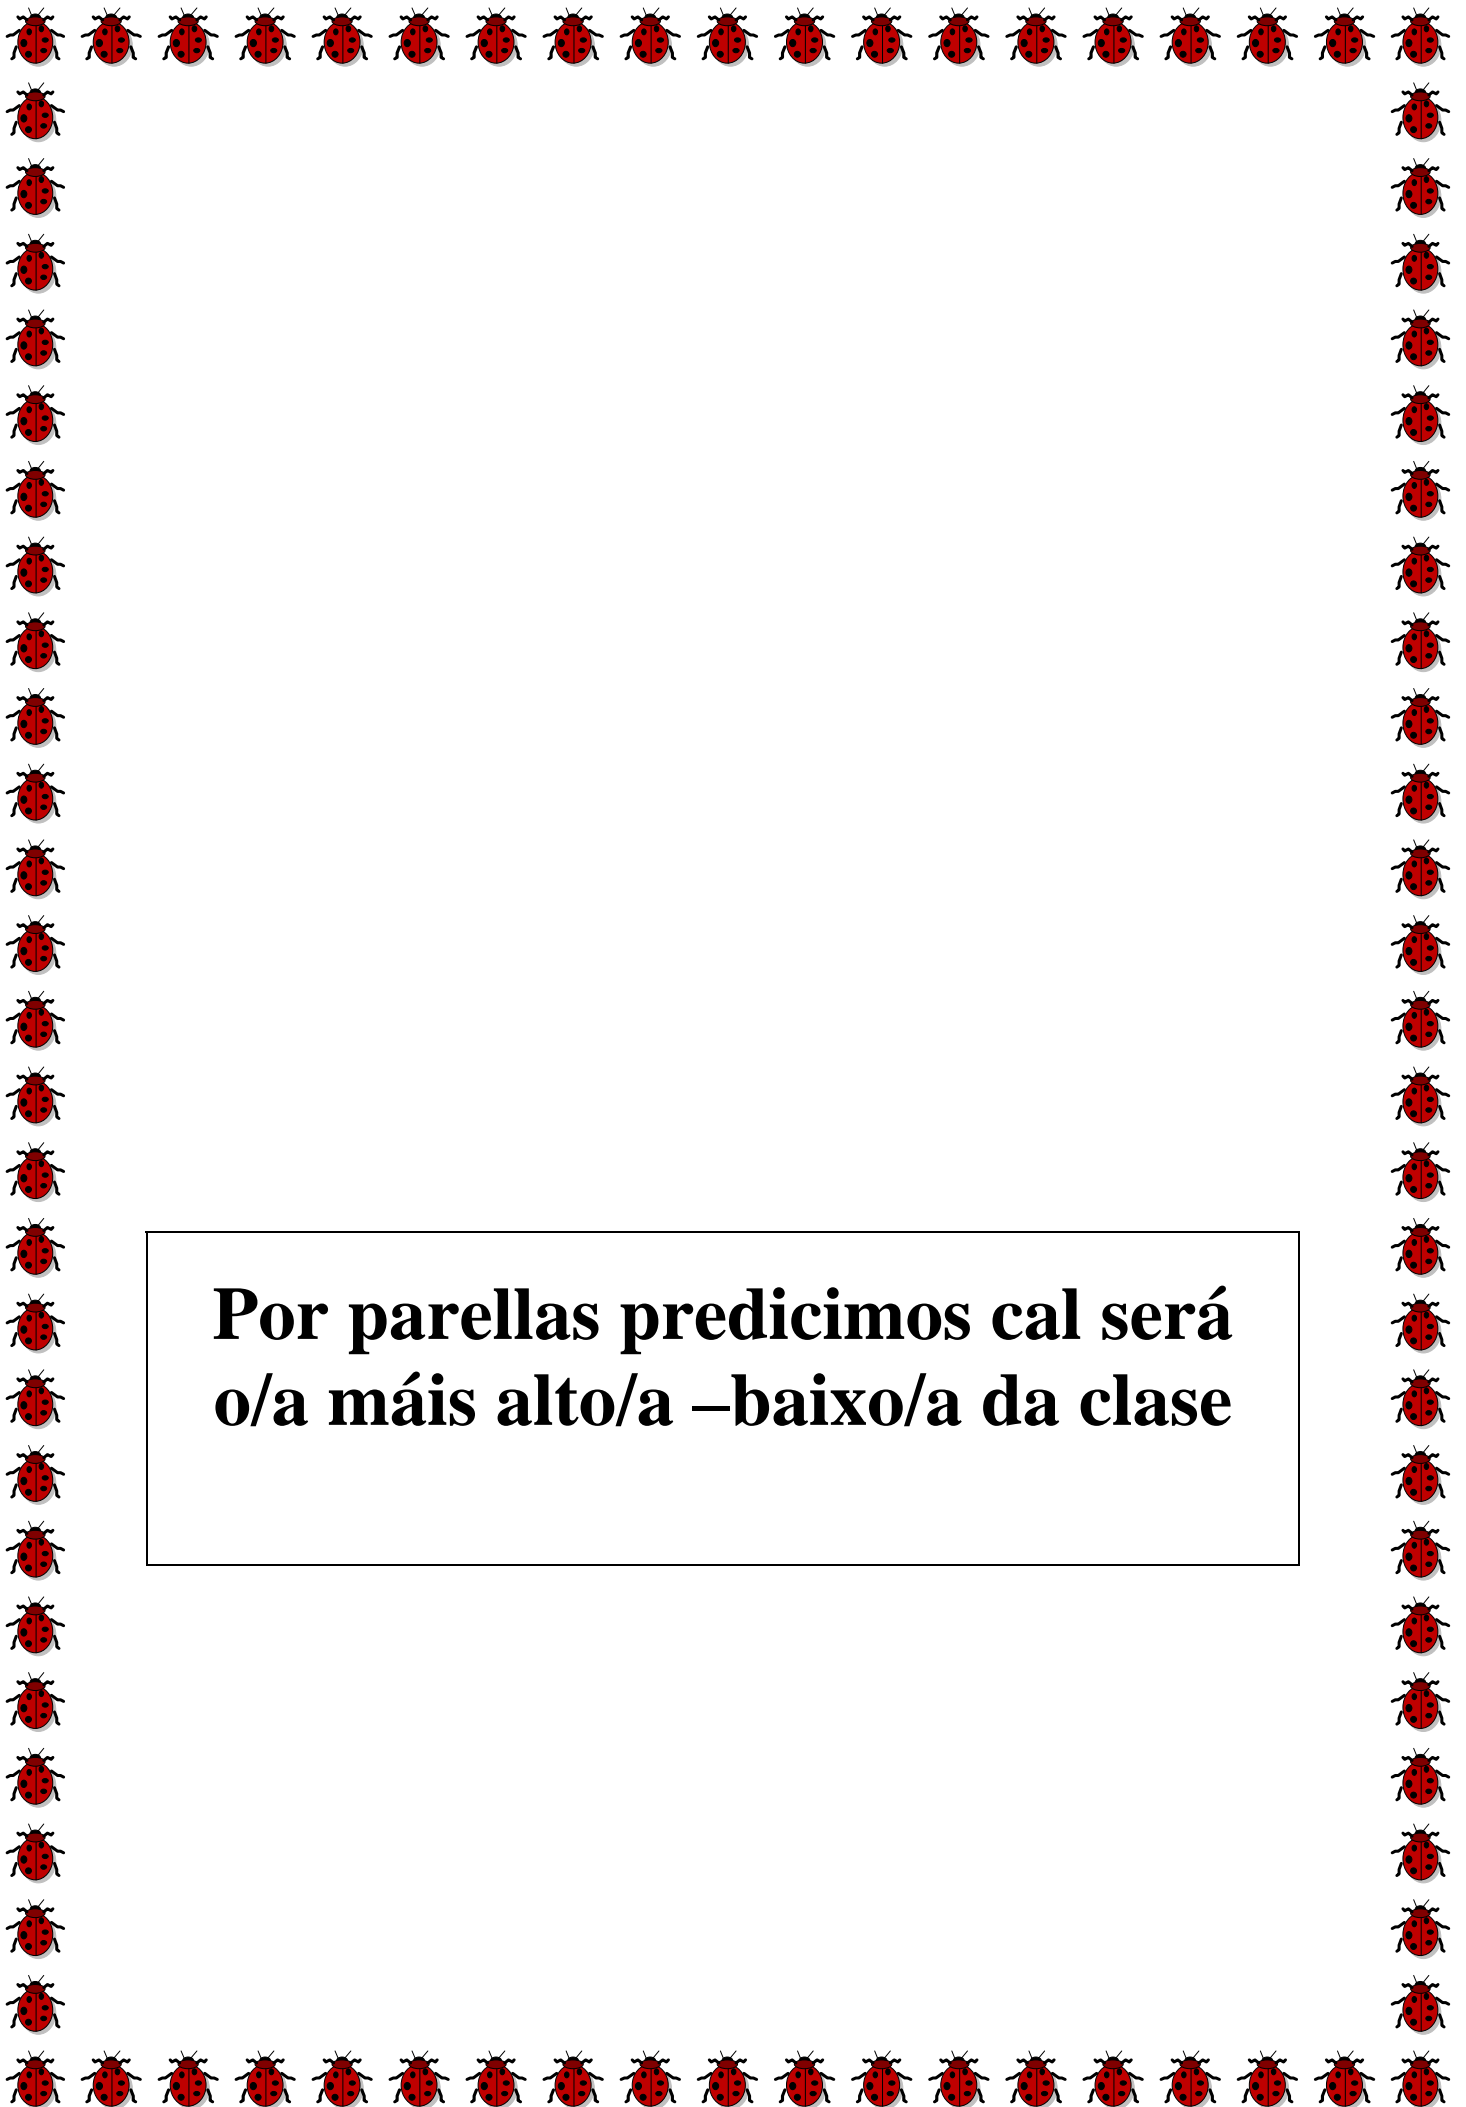 Por parellas predicimos cal será
o/a máis alto/a –baixo/a da clase